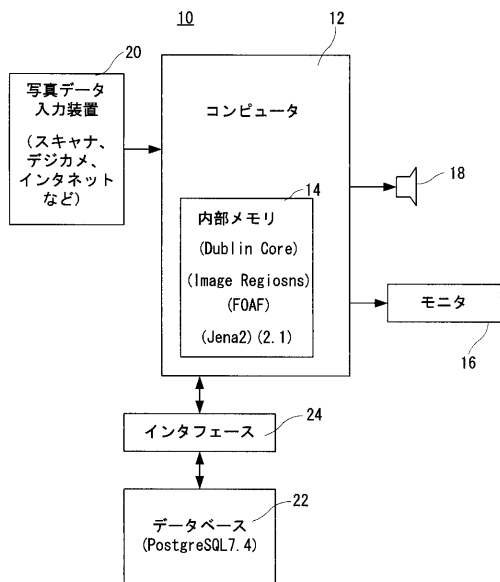 10
12
20
写真データ
入力装置
(スキャナ、
デジカメ、
インタネット
など)
コンピュータ
14
内部メモリ
(Dublin Core)
(Image Regiosns)
(FOAF)
(Jena2)(2.1)
18
モニタ
16
インタフェース
24
22
データベース
(PostgreSQL7.4)